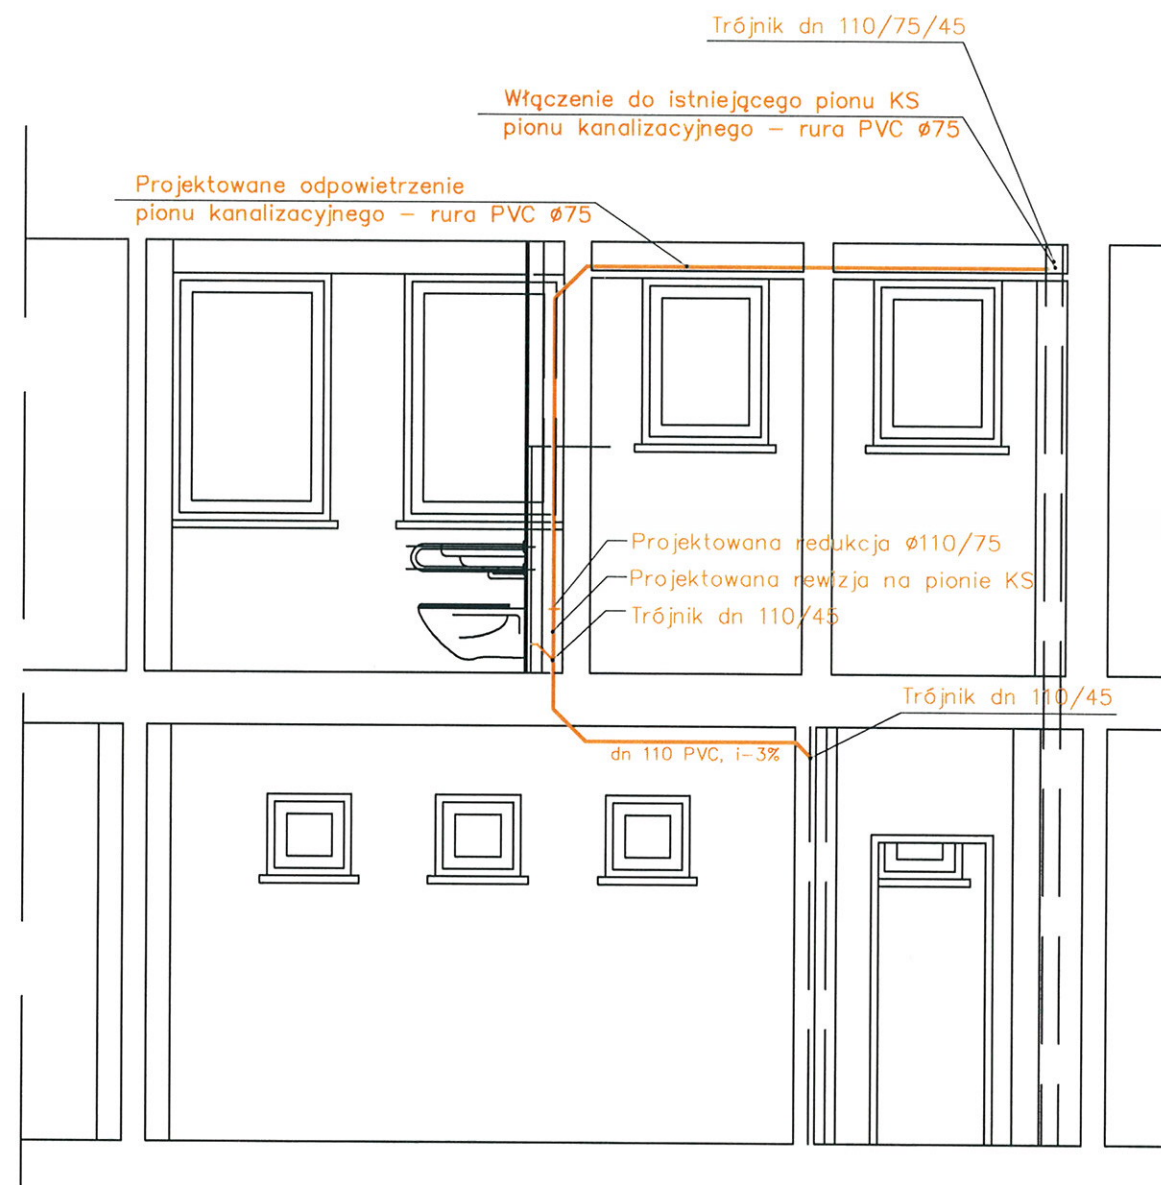 Trójnik dn 110/75/45
Włączenie do istniejącego pionu KS
pionu kanalizacyjnego – rura PVC ø75
Projektowane odpowietrzenie
pionu kanalizacyjnego – rura PVC ø75
Projektowana redukcja ø110/75
Projektowana rewizja na pionie KS
Trójnik dn 110/45
Trójnik dn 110/45
dn 110 PVC, i-3%